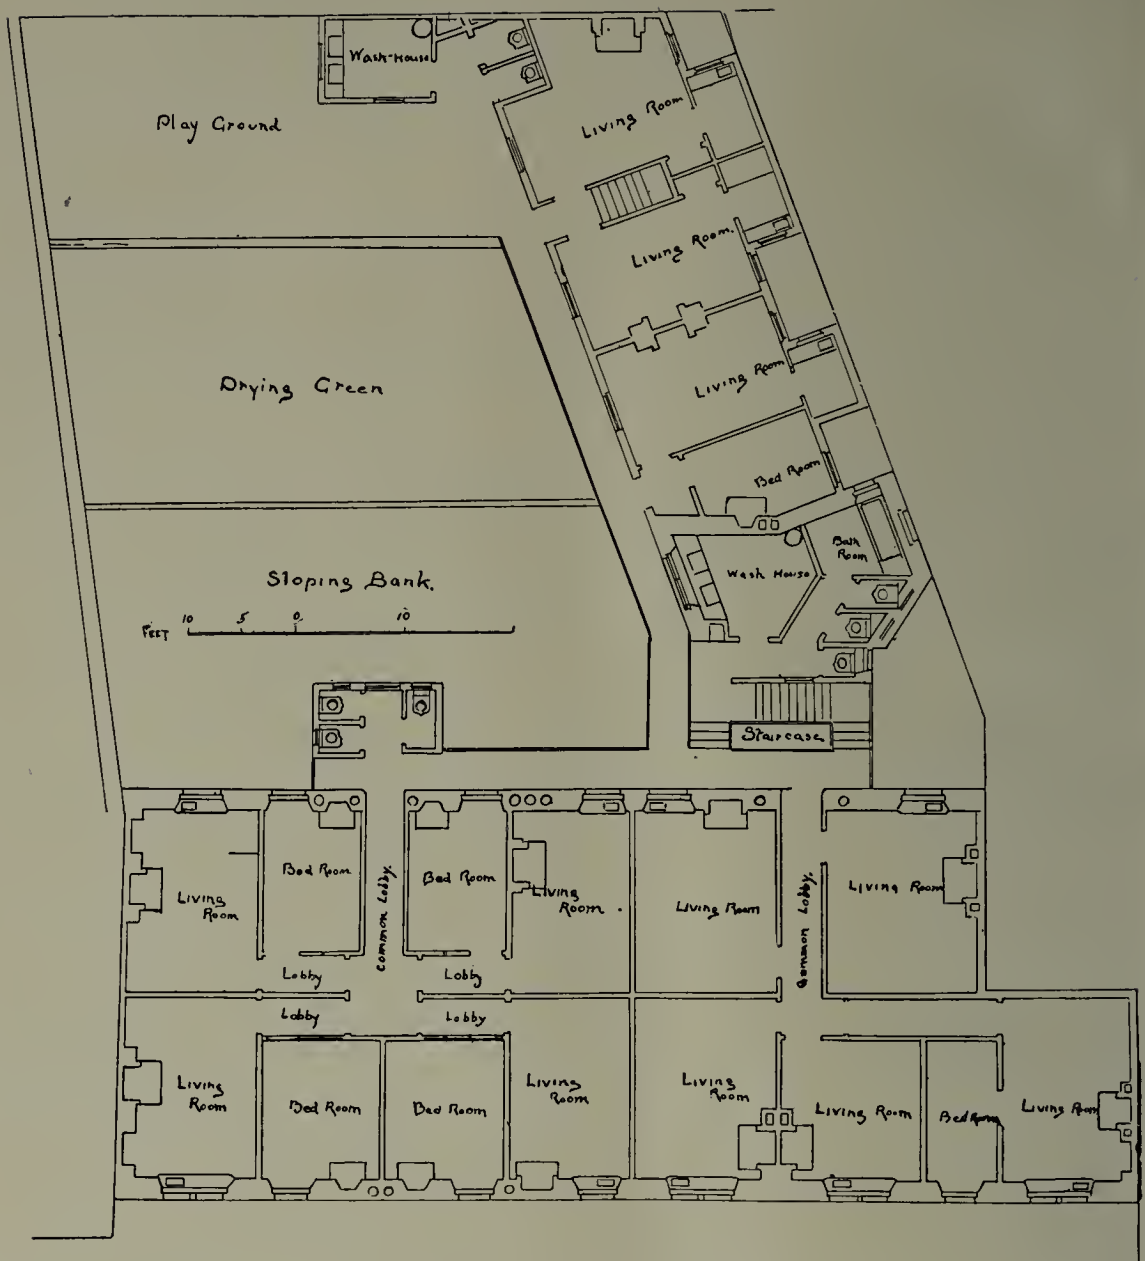 Wash-House
Play Ground
Living Room
Living Room.
Drying Green
Living Room
Bed Room
Bath
Room
Wash House
Sloping Bank.
FEET 10 5 0 10
Staircase
Bed Room
Common Lobby.
Bed Room
Living
Room
Living
Room
Living Room
Common Lobby.
Living Room
Lobby
Lobby
Lobby
Lobby
Living
Room
Bed Room
Bed Room
Living
Room
Living
Room
Living Room
Bed Room
Living Room